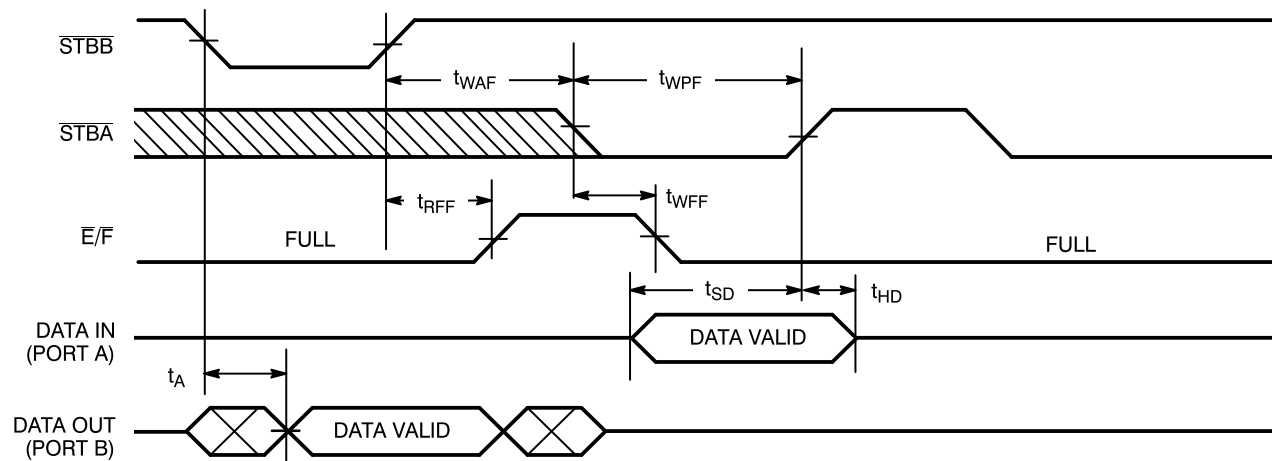 STBB
tWAF
tWPF
STBA
tRFF
tWFF
E/F
FULL
FULL
tSD
tHD
DATA IN
(PORT A)
DATA VALID
tA
DATA OUT
(PORT B)
DATA VALID